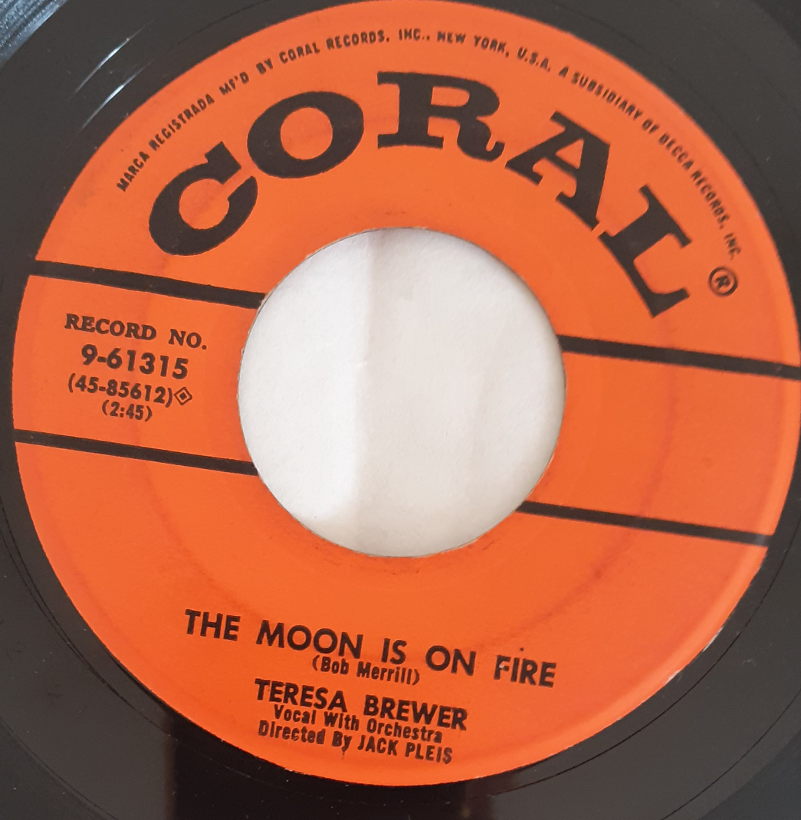 MARCA REGISTRADA MF'D BY CORAL RECORDS, INC., NEW YORK, U.S.A. A SUBSIDIARY OF DECCA RECORDS, INC.
CORAL ®
RECORD NO.
9-61315
(45-85612)
(2:45)
THE MOON IS ON FIRE
(Bob Merrill)
TERESA BREWER
Vocal With Orchestra
Directed By JACK PLEIS